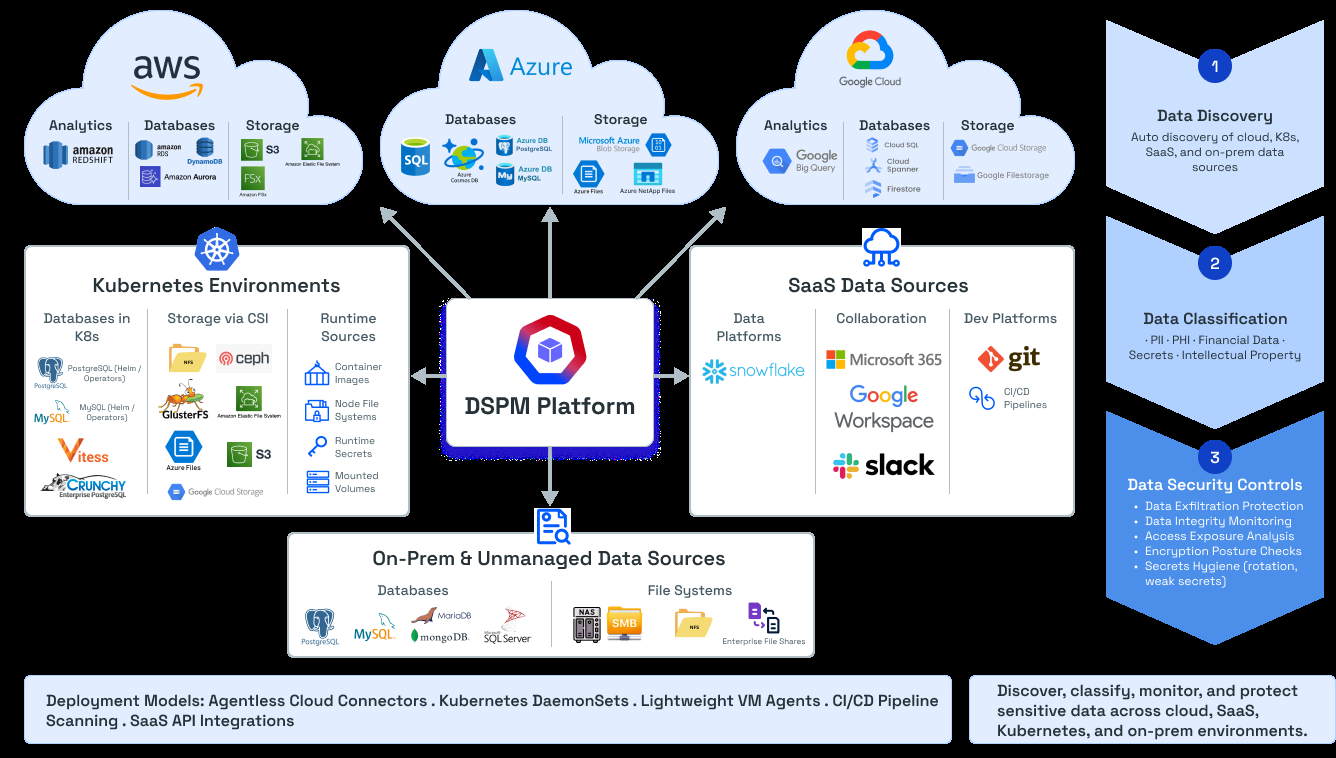 aws
Analytics
amazon
REDSHIFT
Databases
amazon
RDS
DynamoDB
Amazon Aurora
Storage
S3
Amazon Elastic File System
FSx
Amazon FSx
Azure
Databases
SQL
Azure
Cosmos DB
Azure DB
PostgreSQL
My
Azure DB
MySQL
Storage
Microsoft Azure
Blob Storage
10
01
Azure Files
Azure NetApp Files
Google Cloud
Analytics
Google
Big Query
Databases
Cloud SQL
Cloud
Spanner
Firestore
Storage
Google Cloud Storage
Google Filestorage
Kubernetes Environments
Databases in
K8s
PostgreSQL
PostgreSQL (Helm /
Operators)
MySQL
MySQL (Helm /
Operators)
Vitess
CRUNCHY
Enterprise PostgreSQL
Storage via CSI
NFS
ceph
GlusterFS
Amazon Elastic File System
Azure Files
S3
Google Cloud Storage
Runtime
Sources
Container
Images
Node File
Systems
Runtime
Secrets
Mounted
Volumes
DSPM Platform
SaaS Data Sources
Data
Platforms
snowflake
Collaboration
Microsoft 365
Google
Workspace
slack
Dev Platforms
git
CI/CD
Pipelines
On-Prem & Unmanaged Data Sources
Databases
PostgreSQL
MySQL
MariaDB
mongoDB
Microsoft
SQL Server
File Systems
NAS
SMB
NFS
Enterprise File Shares
1
Data Discovery
Auto discovery of cloud, K8s,
SaaS, and on-prem data
sources
2
Data Classification
· PII · PHI · Financial Data ·
Secrets · Intellectual Property
3
Data Security Controls
• Data Exfiltration Protection
• Data Integrity Monitoring
• Access Exposure Analysis
• Encryption Posture Checks
• Secrets Hygiene (rotation,
weak secrets)
Deployment Models: Agentless Cloud Connectors . Kubernetes DaemonSets . Lightweight VM Agents . CI/CD Pipeline
Scanning . SaaS API Integrations
Discover, classify, monitor, and protect
sensitive data across cloud, SaaS,
Kubernetes, and on-prem environments.